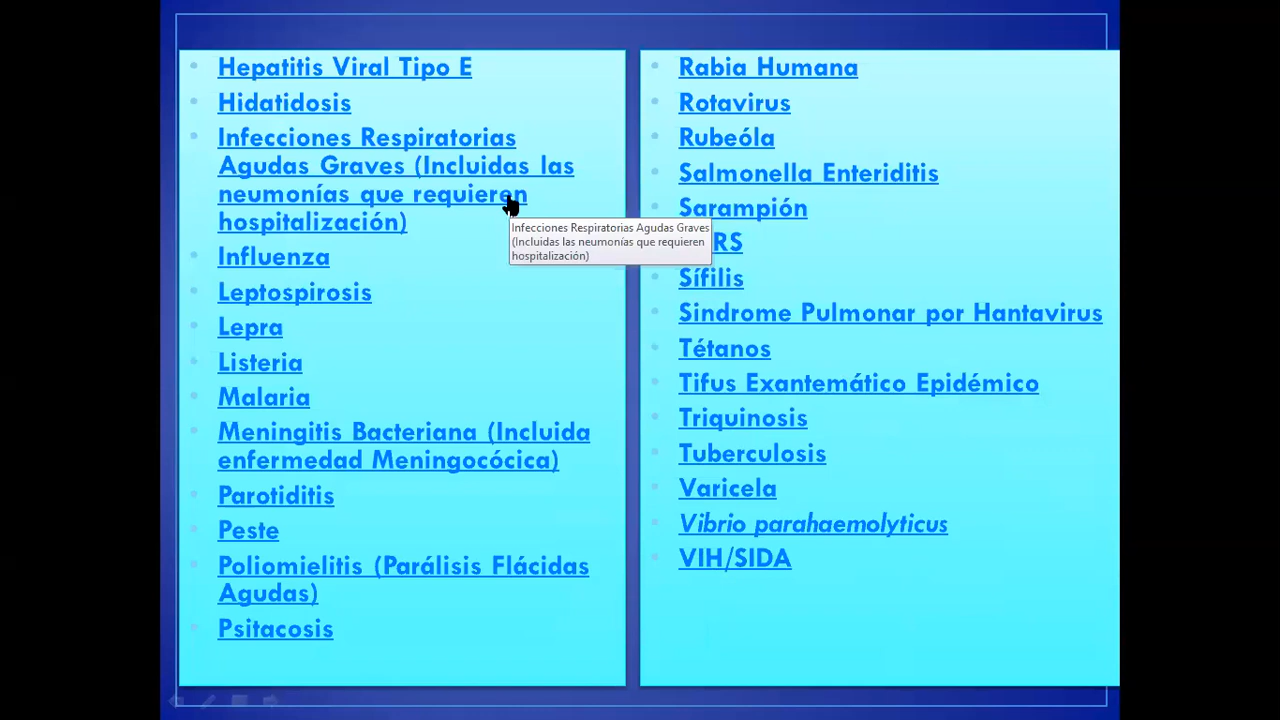 Hepatitis Viral Tipo E
Hidatidosis
Infecciones Respiratorias
Agudas Graves (Incluidas las
neumonías que requieren
hospitalización)
Influenza
Leptospirosis
Lepra
Listeria
Malaria
Meningitis Bacteriana (Incluida
enfermedad Meningocócica)
Parotiditis
Peste
Poliomielitis (Parálisis Flácidas
Agudas)
Psitacosis
Rabia Humana
Rotavirus
Rubeóla
Salmonella Enteriditis
Sarampión
RS
Sífilis
Sindrome Pulmonar por Hantavirus
Tétanos
Tifus Exantemático Epidémico
Triquinosis
Tuberculosis
Varicela
Vibrio parahaemolyticus
VIH/SIDA
Infecciones Respiratorias Agudas Graves
(Incluidas las neumonías que requieren
hospitalización)